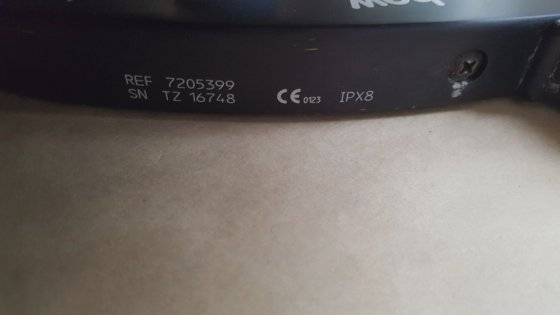 REF 7205399
SN TZ 16748
CE 0123 IPX8